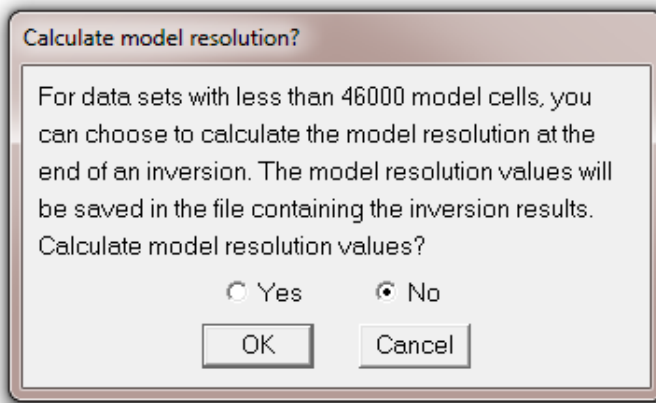 Calculate model resolution?
For data sets with less than 46000 model cells, you
can choose to calculate the model resolution at the
end of an inversion. The model resolution values will
be saved in the file containing the inversion results.
Calculate model resolution values?
Yes No
OK Cancel